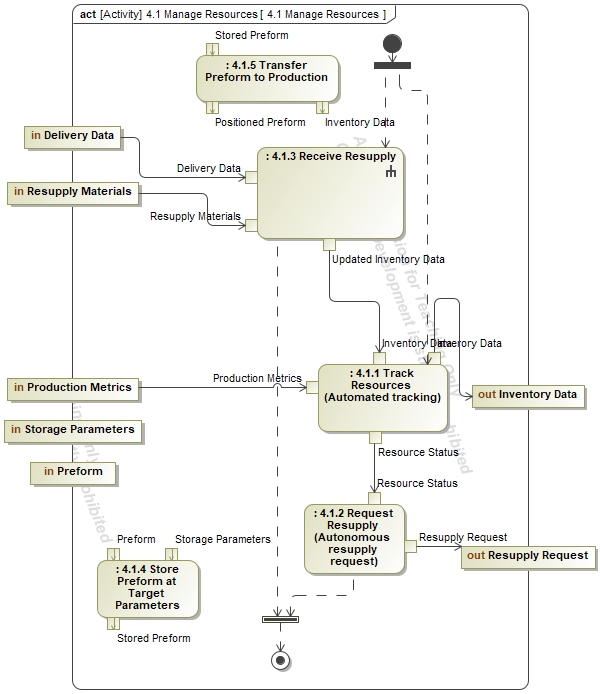 act [Activity] 4.1 Manage Resources [ 4.1 Manage Resources ]
Stored Preform
: 4.1.5 Transfer
Preform to Production
Positioned Preform
Inventory Data
in Delivery Data
: 4.1.3 Receive Resupply
Delivery Data
in Resupply Materials
Resupply Materials
Updated Inventory Data
Inventory Data
Data
: 4.1.1 Track
Resources
(Automated tracking)
in Production Metrics
Production Metrics
out Inventory Data
in Storage Parameters
Resource Status
in Preform
Resource Status
: 4.1.2 Request
Resupply
(Autonomous
resupply
request)
Resupply Request
out Resupply Request
Preform
Storage Parameters
: 4.1.4 Store
Preform at
Target
Parameters
Stored Preform